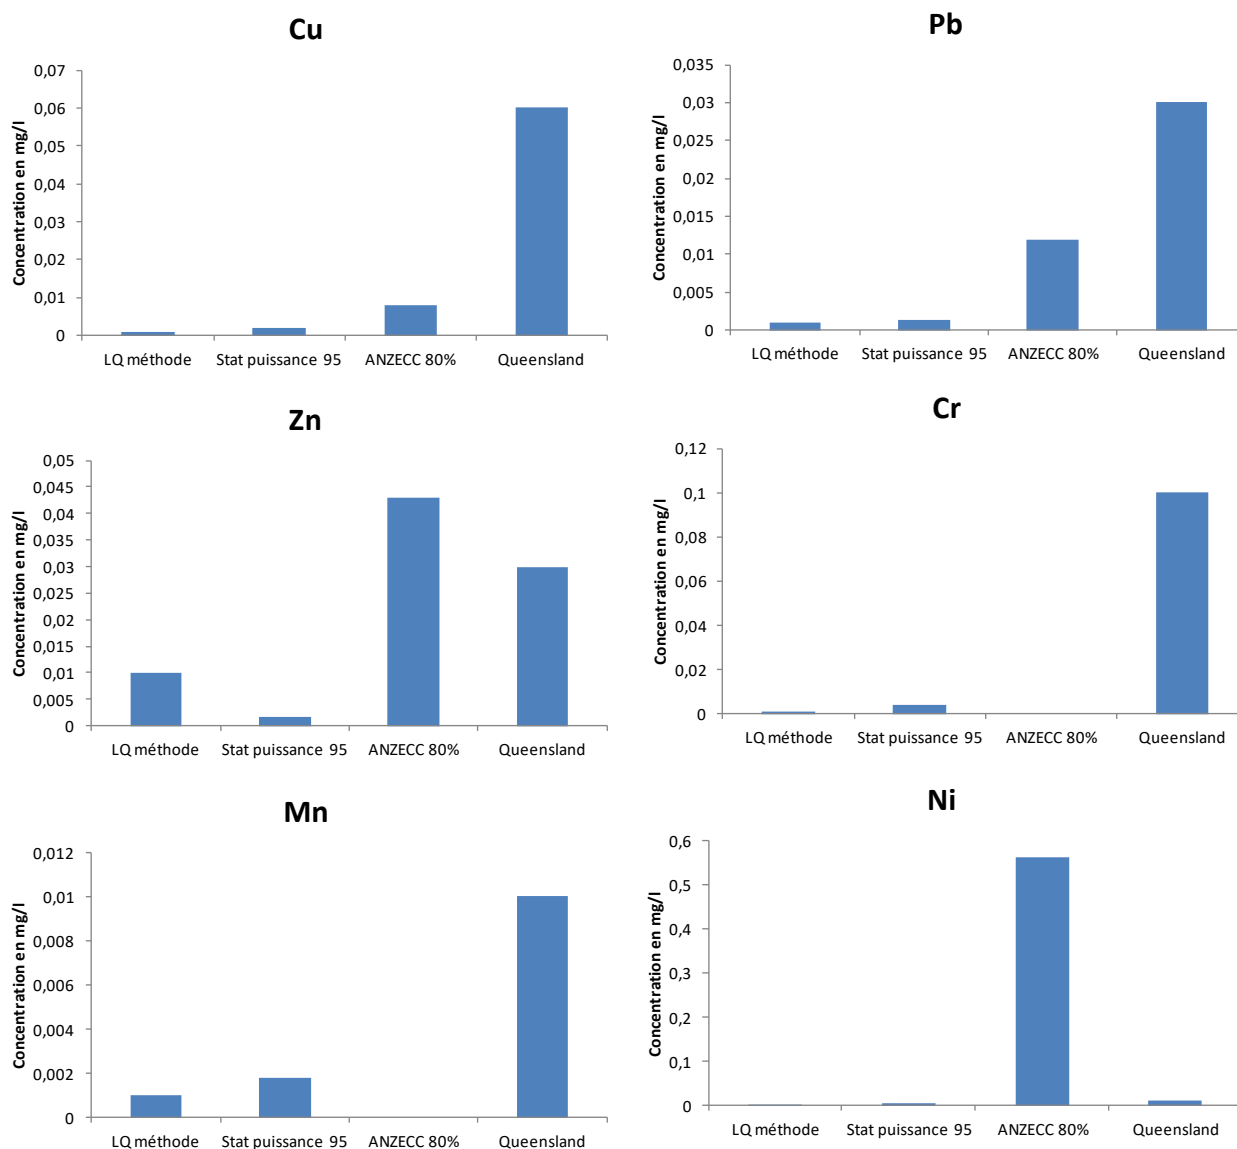 Cu
Concentration en mg/l
0,07
0,06
0,05
0,04
0,03
0,02
0,01
0
LQ méthode Stat puissance 95 ANZECC 80% Queensland
Pb
Concentration en mg/l
0,035
0,03
0,025
0,02
0,015
0,01
0,005
0
LQ méthode Stat puissance 95 ANZECC 80% Queensland
Zn
Concentration en mg/l
0,05
0,045
0,04
0,035
0,03
0,025
0,02
0,015
0,01
0,005
0
LQ méthode Stat puissance 95 ANZECC 80% Queensland
Cr
Concentration en mg/l
0,12
0,1
0,08
0,06
0,04
0,02
0
LQ méthode Stat puissance 95 ANZECC 80% Queensland
Mn
Concentration en mg/l
0,012
0,01
0,008
0,006
0,004
0,002
0
LQ méthode Stat puissance 95 ANZECC 80% Queensland
Ni
Concentration en mg/l
0,6
0,5
0,4
0,3
0,2
0,1
0
LQ méthode Stat puissance 95 ANZECC 80% Queensland